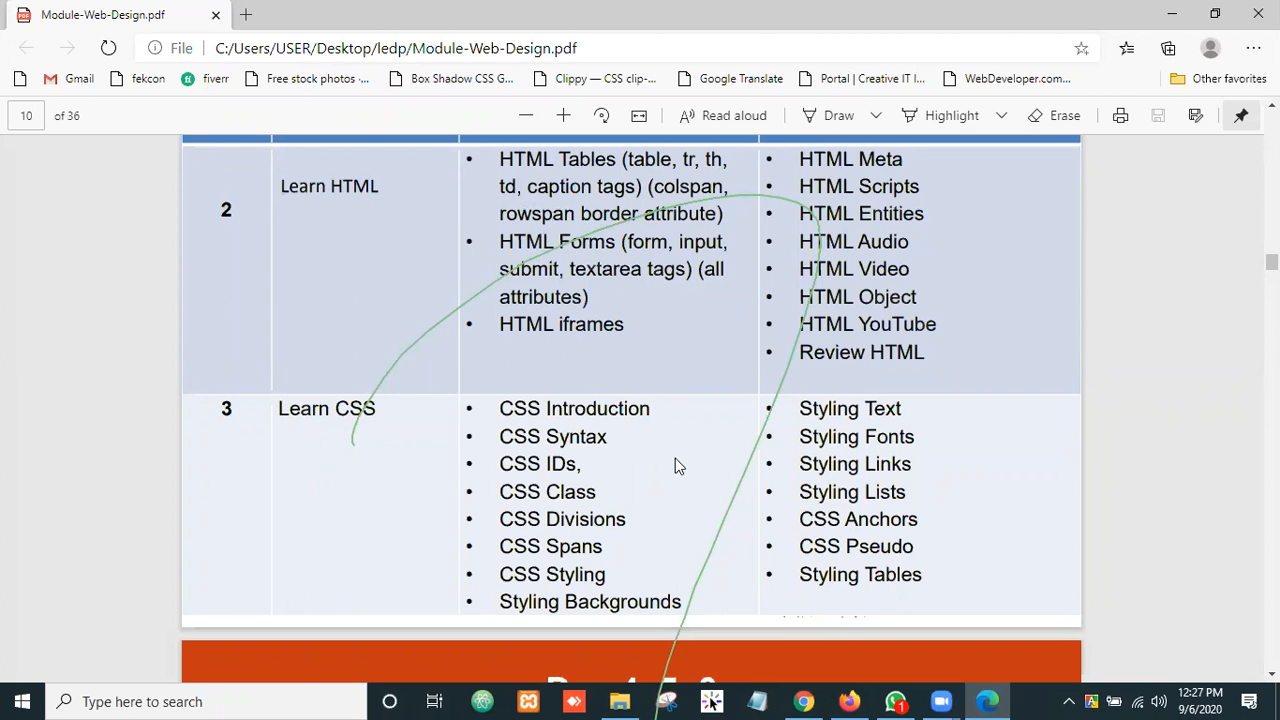 Module-Web-Design.pdf
File C:/Users/USER/Desktop/ledp/Module-Web-Design.pdf
Gmail fekcon fiverr Free stock photos ·... Box Shadow CSS G... Clippy — CSS clip-... Google Translate Portal | Creative IT I... WebDeveloper.com... Other favorites
10 of 36 Read aloud Draw Highlight Erase
2
Learn HTML
• HTML Tables (table, tr, th,
td, caption tags) (colspan,
rowspan border attribute)
• HTML Forms (form, input,
submit, textarea tags) (all
attributes)
• HTML iframes
• HTML Meta
• HTML Scripts
• HTML Entities
• HTML Audio
• HTML Video
• HTML Object
• HTML YouTube
• Review HTML
3
Learn CSS
• CSS Introduction
• CSS Syntax
• CSS IDs,
• CSS Class
• CSS Divisions
• CSS Spans
• CSS Styling
• Styling Backgrounds
• Styling Text
• Styling Fonts
• Styling Links
• Styling Lists
• CSS Anchors
• CSS Pseudo
• Styling Tables
Type here to search
1
12:27 PM
9/6/2020